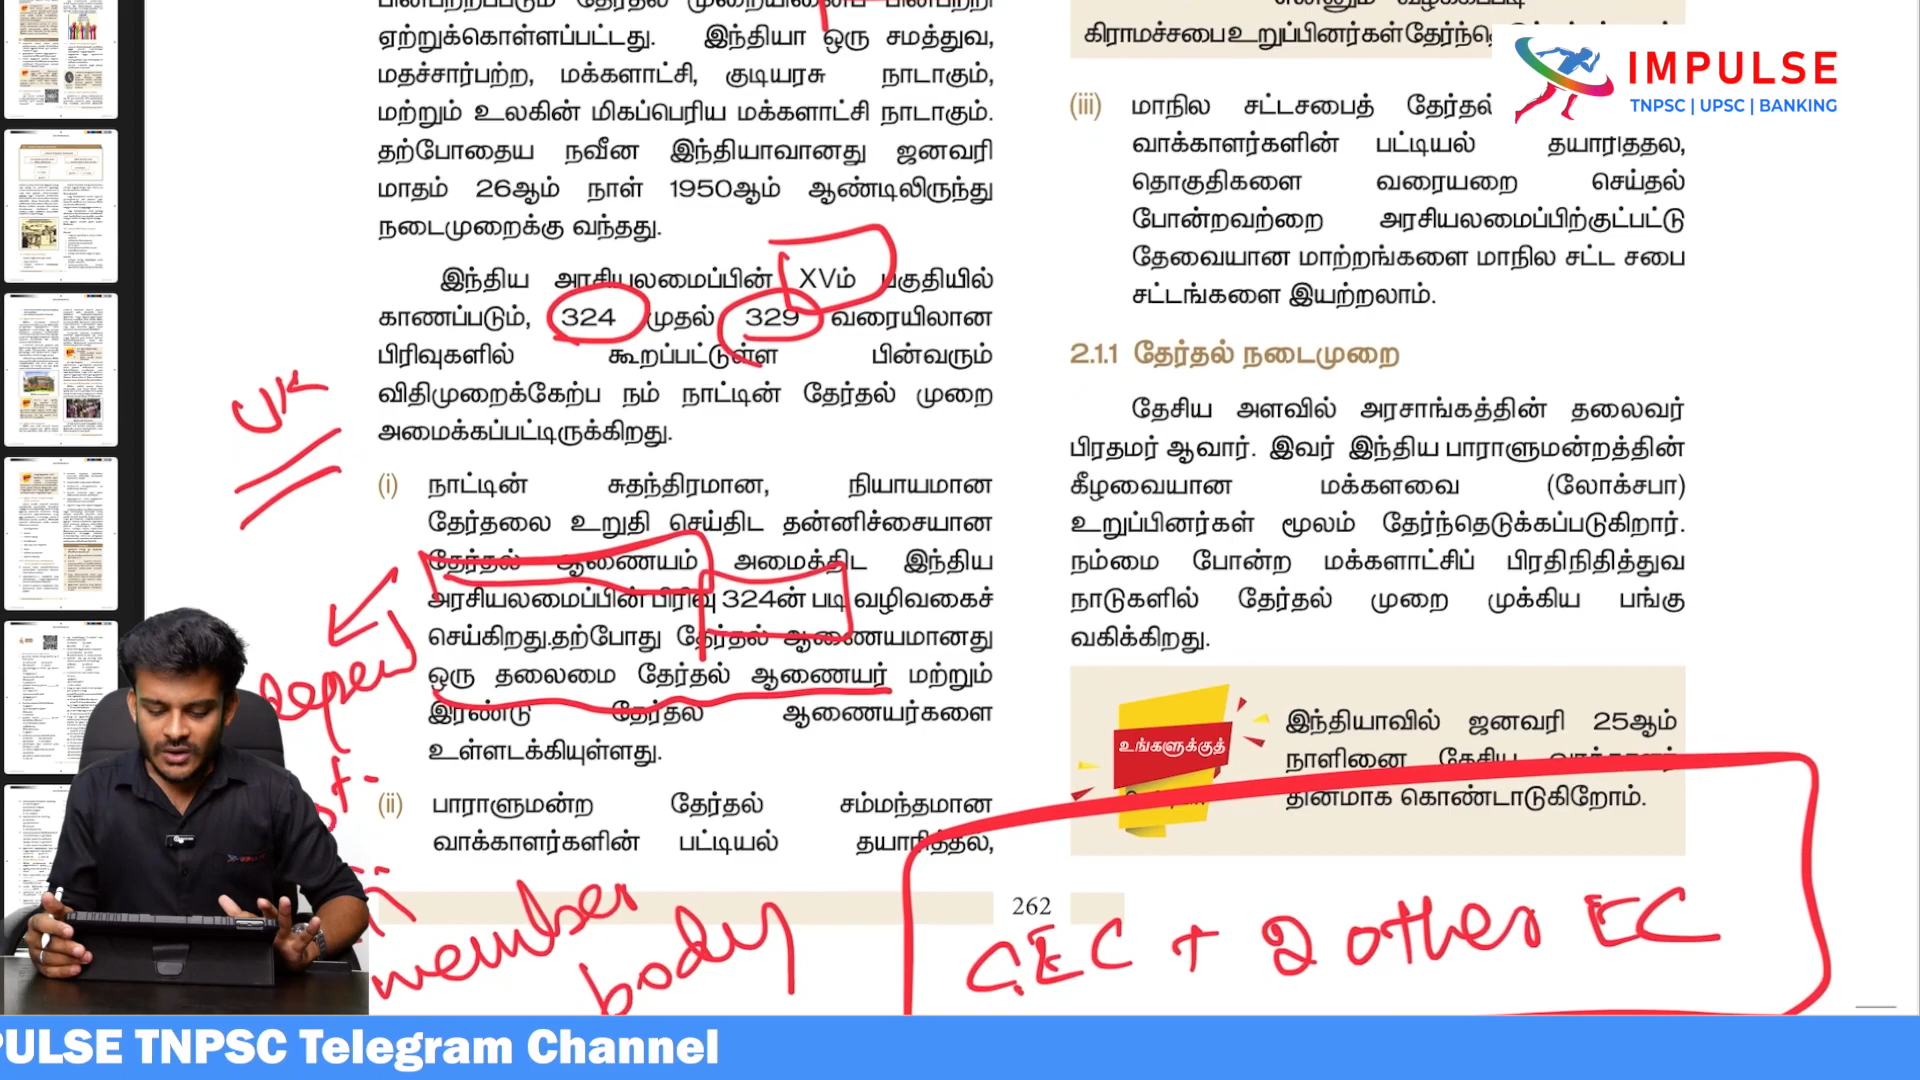 பின்பற்றப்படும் தேர்தல் முறையினைப் பின்பற்றி
ஏற்றுக்கொள்ளப்பட்டது. இந்தியா ஒரு சமத்துவ,
மதச்சார்பற்ற, மக்களாட்சி, குடியரசு நாடாகும்,
மற்றும் உலகின் மிகப்பெரிய மக்களாட்சி நாடாகும்.
தற்போதைய நவீன இந்தியாவானது ஜனவரி
மாதம் 26ஆம் நாள் 1950ஆம் ஆண்டிலிருந்து
நடைமுறைக்கு வந்தது.
இந்திய அரசியலமைப்பின் XVம் பகுதியில்
காணப்படும், 324 முதல் 329 வரையிலான
பிரிவுகளில் கூறப்பட்டுள்ள பின்வரும்
விதிமுறைக்கேற்ப நம் நாட்டின் தேர்தல் முறை
அமைக்கப்பட்டிருக்கிறது.
UK
(i) நாட்டின் சுதந்திரமான, நியாயமான
தேர்தலை உறுதி செய்திட தன்னிச்சையான
தேர்தல் ஆணையம் அமைத்திட இந்திய
அரசியலமைப்பின் பிரிவு 324ன் படி வழிவகைச்
செய்கிறது.தற்போது தேர்தல் ஆணையமானது
ஒரு தலைமை தேர்தல் ஆணையர் மற்றும்
இரண்டு தேர்தல் ஆணையர்களை
உள்ளடக்கியுள்ளது.
(ii) பாராளுமன்ற தேர்தல் சம்மந்தமான
வாக்காளர்களின் பட்டியல் தயாரித்தல்,
member
body
கிராமச்சபை உறுப்பினர்கள்
IMPULSE
TNPSC | UPSC | BANKING
(iii) மாநில சட்டசபைத் தேர்தல்
வாக்காளர்களின் பட்டியல் தயாரித்தல்,
தொகுதிகளை வரையறை செய்தல்
போன்றவற்றை அரசியலமைப்பிற்குட்பட்டு
தேவையான மாற்றங்களை மாநில சட்ட சபை
சட்டங்களை இயற்றலாம்.
2.1.1 தேர்தல் நடைமுறை
தேசிய அளவில் அரசாங்கத்தின் தலைவர்
பிரதமர் ஆவார். இவர் இந்திய பாராளுமன்றத்தின்
கீழவையான மக்களவை (லோக்சபா)
உறுப்பினர்கள் மூலம் தேர்ந்தெடுக்கப்படுகிறார்.
நம்மை போன்ற மக்களாட்சிப் பிரதிநிதித்துவ
நாடுகளில் தேர்தல் முறை முக்கிய பங்கு
வகிக்கிறது.
உங்களுக்குத்
இந்தியாவில் ஜனவரி 25ஆம்
நாளினை தேசிய வாக்காளர்
தினமாக கொண்டாடுகிறோம்.
262
CEC + 2 other EC
PULSE TNPSC Telegram Channel